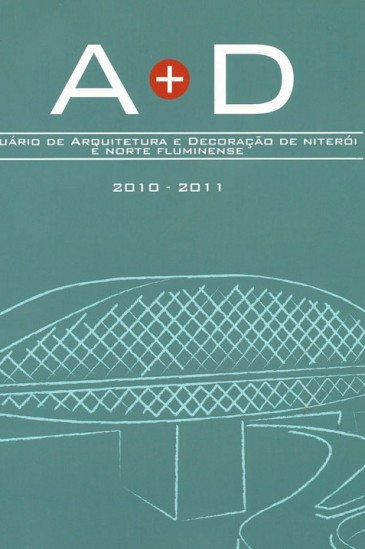 A + D
uário de Arquitetura e Decoração de niterói
e norte fluminense
2010 - 2011